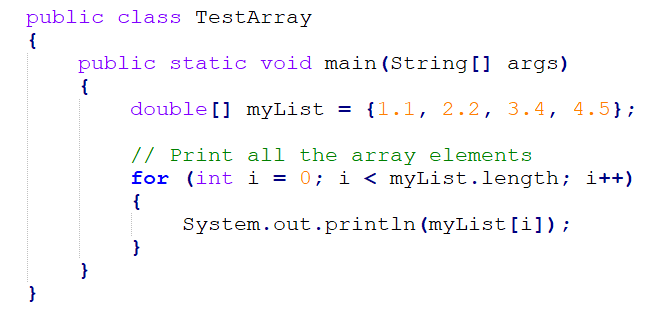 public class TestArray
{
public static void main(String[] args)
{
double[] myList = {1.1, 2.2, 3.4, 4.5};
// Print all the array elements
for (int i = 0; i < myList.length; i++)
{
System.out.println(myList[i]);
}
}
}